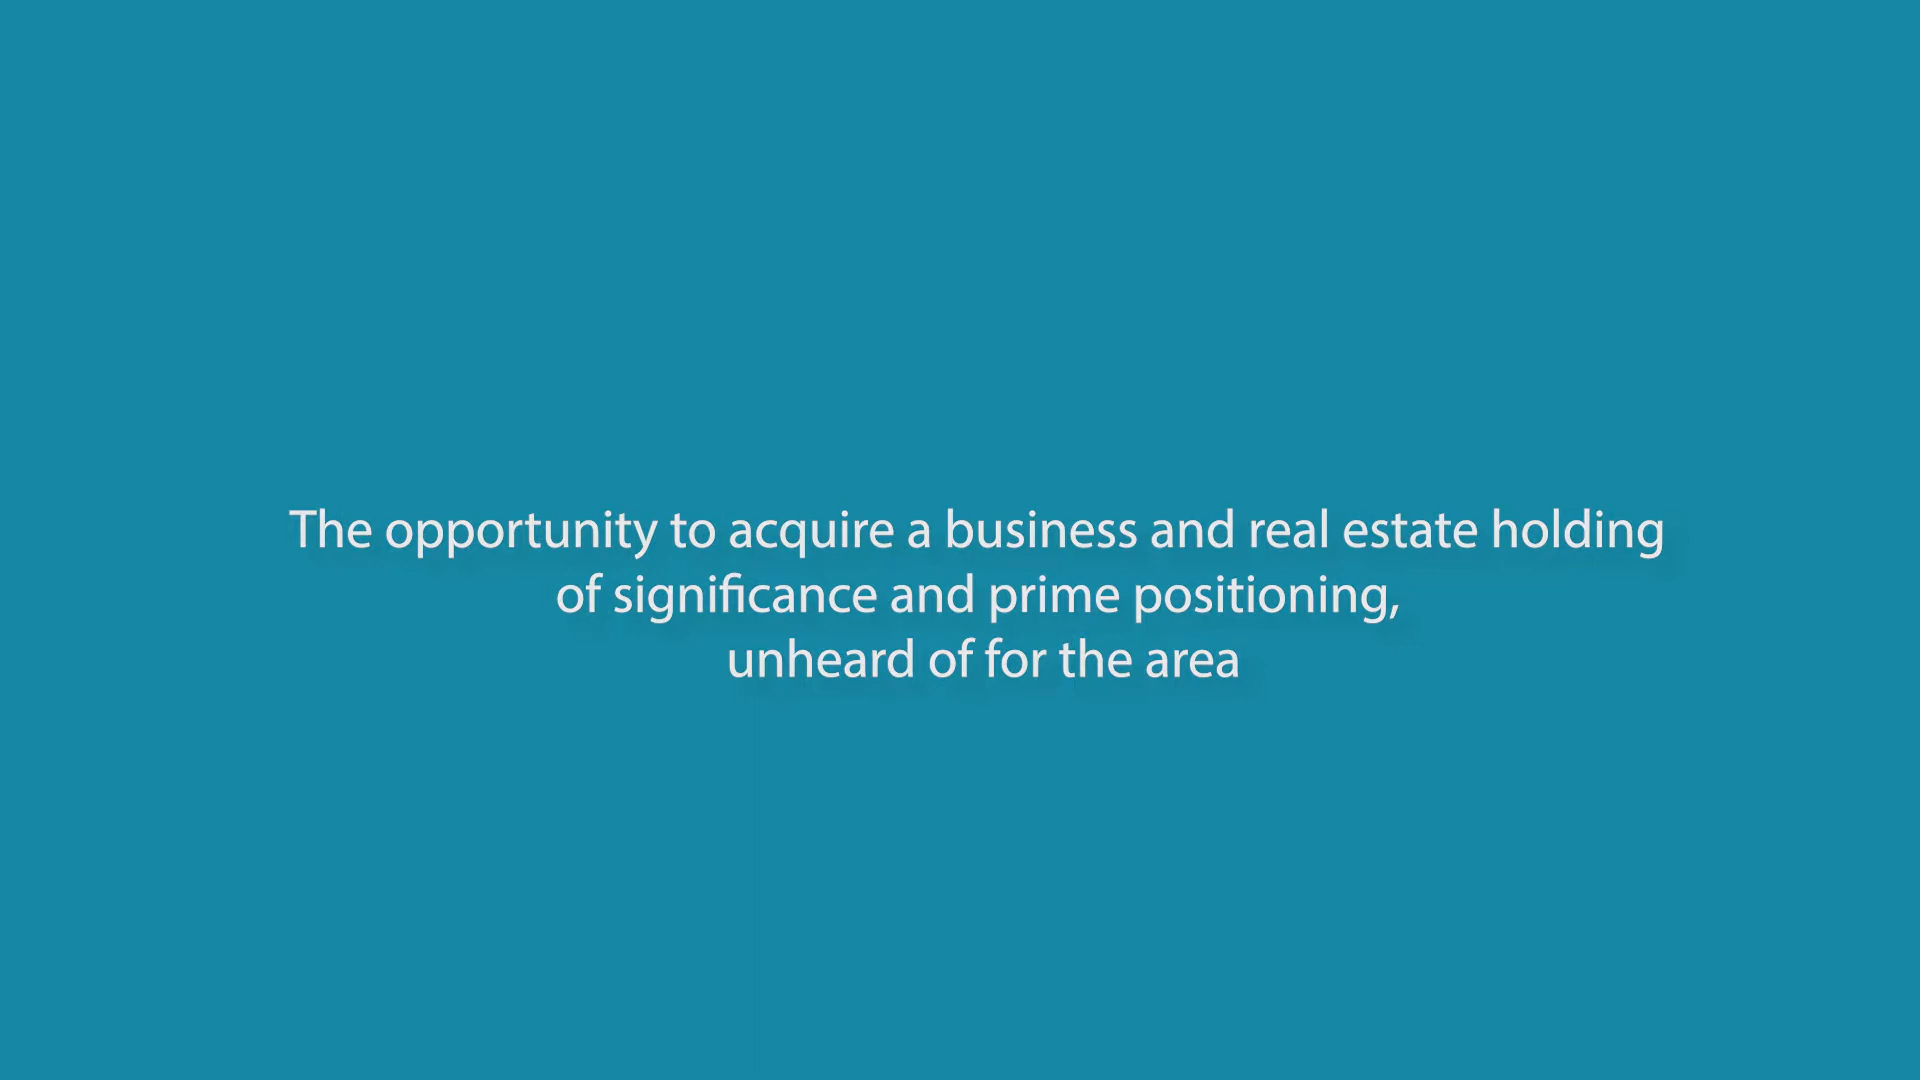 The opportunity to acquire a business and real estate holding
of significance and prime positioning,
unheard of for the area